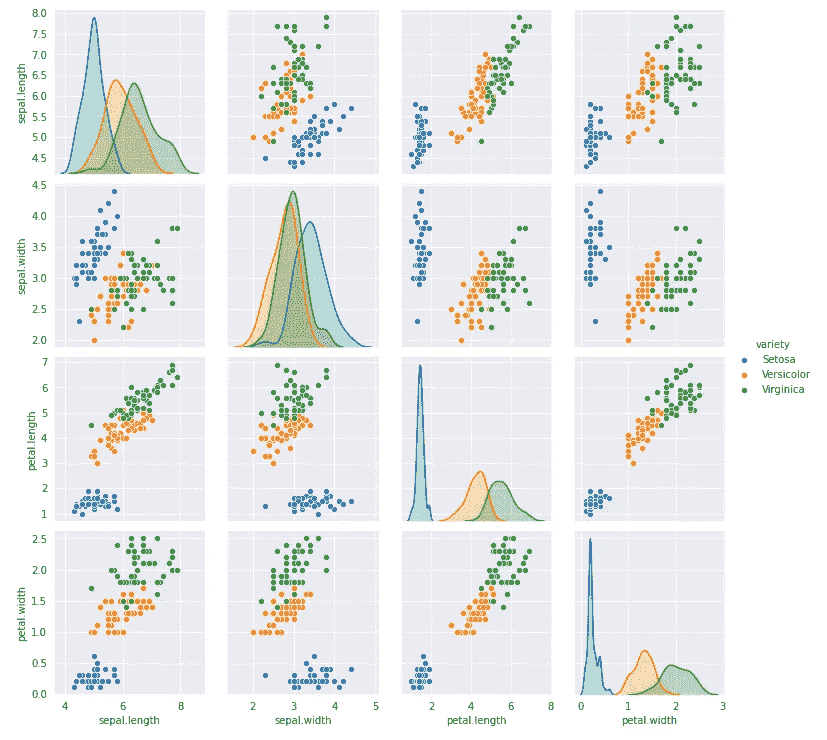 8.0
7.5
7.0
6.5
6.0
5.5
5.0
4.5
sepal.length
4.5
4.0
3.5
3.0
2.5
2.0
sepal.width
7
6
5
4
3
2
1
petal.length
variety
Setosa
Versicolor
Virginica
2.5
2.0
1.5
1.0
0.5
0.0
petal.width
4 6 8
sepal.length
2 3 4 5
sepal.width
2 4 6 8
petal.length
0 1 2 3
petal.width